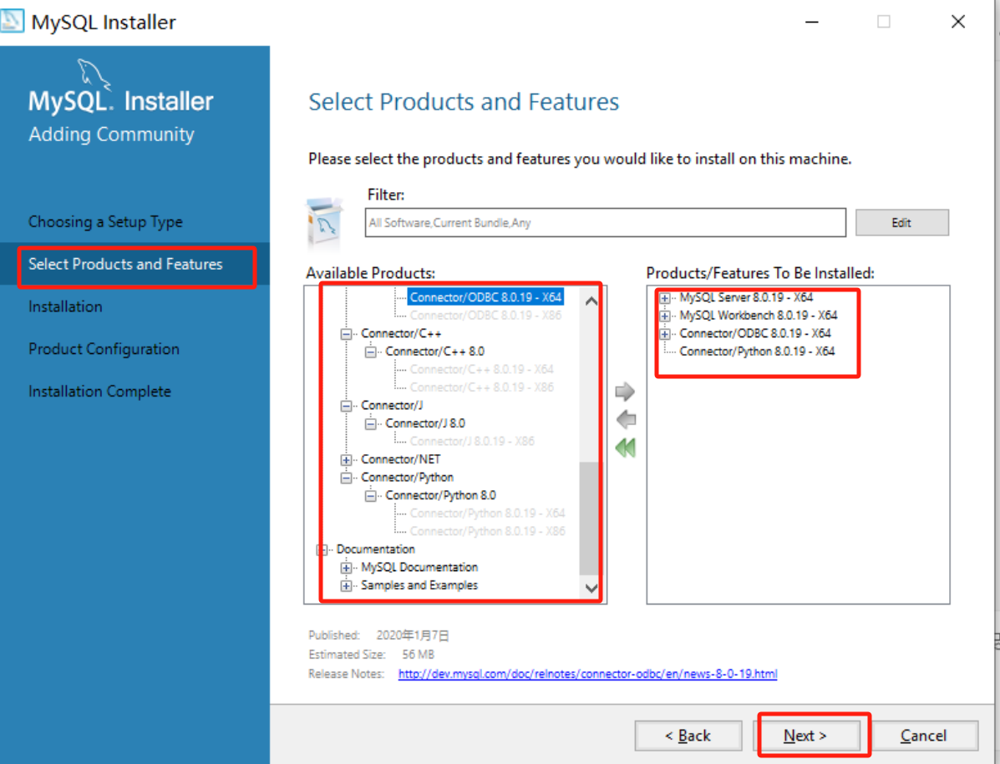 MySQL Installer
MySQL. Installer
Adding Community
Choosing a Setup Type
Select Products and Features
Installation
Product Configuration
Installation Complete
Select Products and Features
Please select the products and features you would like to install on this machine.
Filter:
All Software,Current Bundle,Any
Edit
Available Products:
Connector/ODBC 8.0.19 - X64
Connector/ODBC 8.0.19 - X86
Connector/C++
Connector/C++ 8.0
Connector/C++ 8.0.19 - X64
Connector/C++ 8.0.19 - X86
Connector/J
Connector/J 8.0
Connector/J 8.0.19 - X86
Connector/NET
Connector/Python
Connector/Python 8.0
Connector/Python 8.0.19 - X64
Connector/Python 8.0.19 - X86
Documentation
MySQL Documentation
Samples and Examples
Products/Features To Be Installed:
MySQL Server 8.0.19 - X64
MySQL Workbench 8.0.19 - X64
Connector/ODBC 8.0.19 - X64
Connector/Python 8.0.19 - X64
Published: 2020年1月7日
Estimated Size: 56 MB
Release Notes: http://dev.mysql.com/doc/relnotes/connector-odbc/en/news-8-0-19.html
< Back
Next >
Cancel